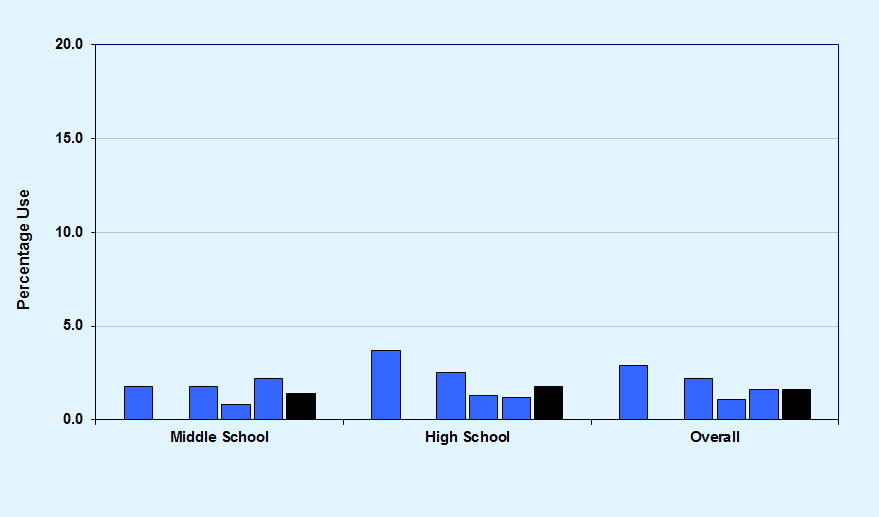 20.0
15.0
10.0
5.0
0.0
Percentage Use
Middle School
High School
Overall